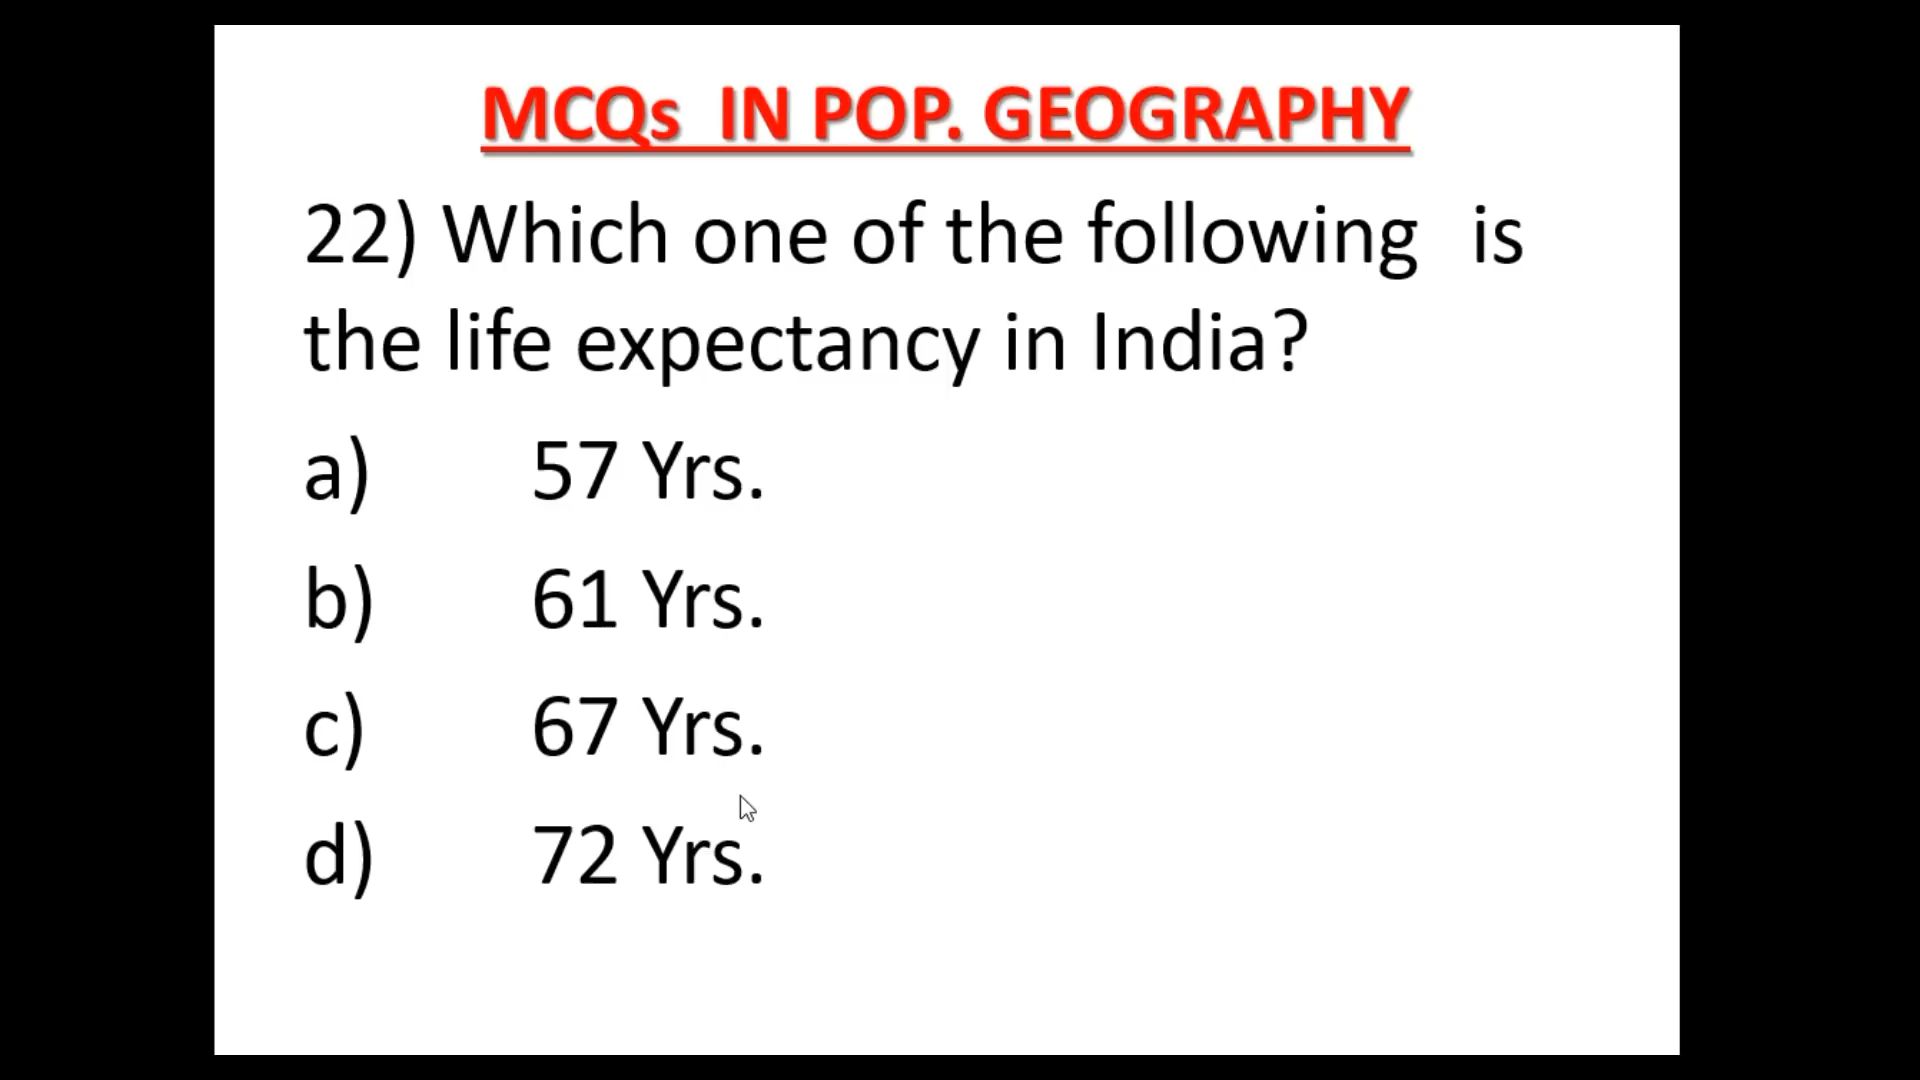 MCQs IN POP. GEOGRAPHY
22) Which one of the following is
the life expectancy in India?
a) 57 Yrs.
b) 61 Yrs.
c) 67 Yrs.
d) 72 Yrs.